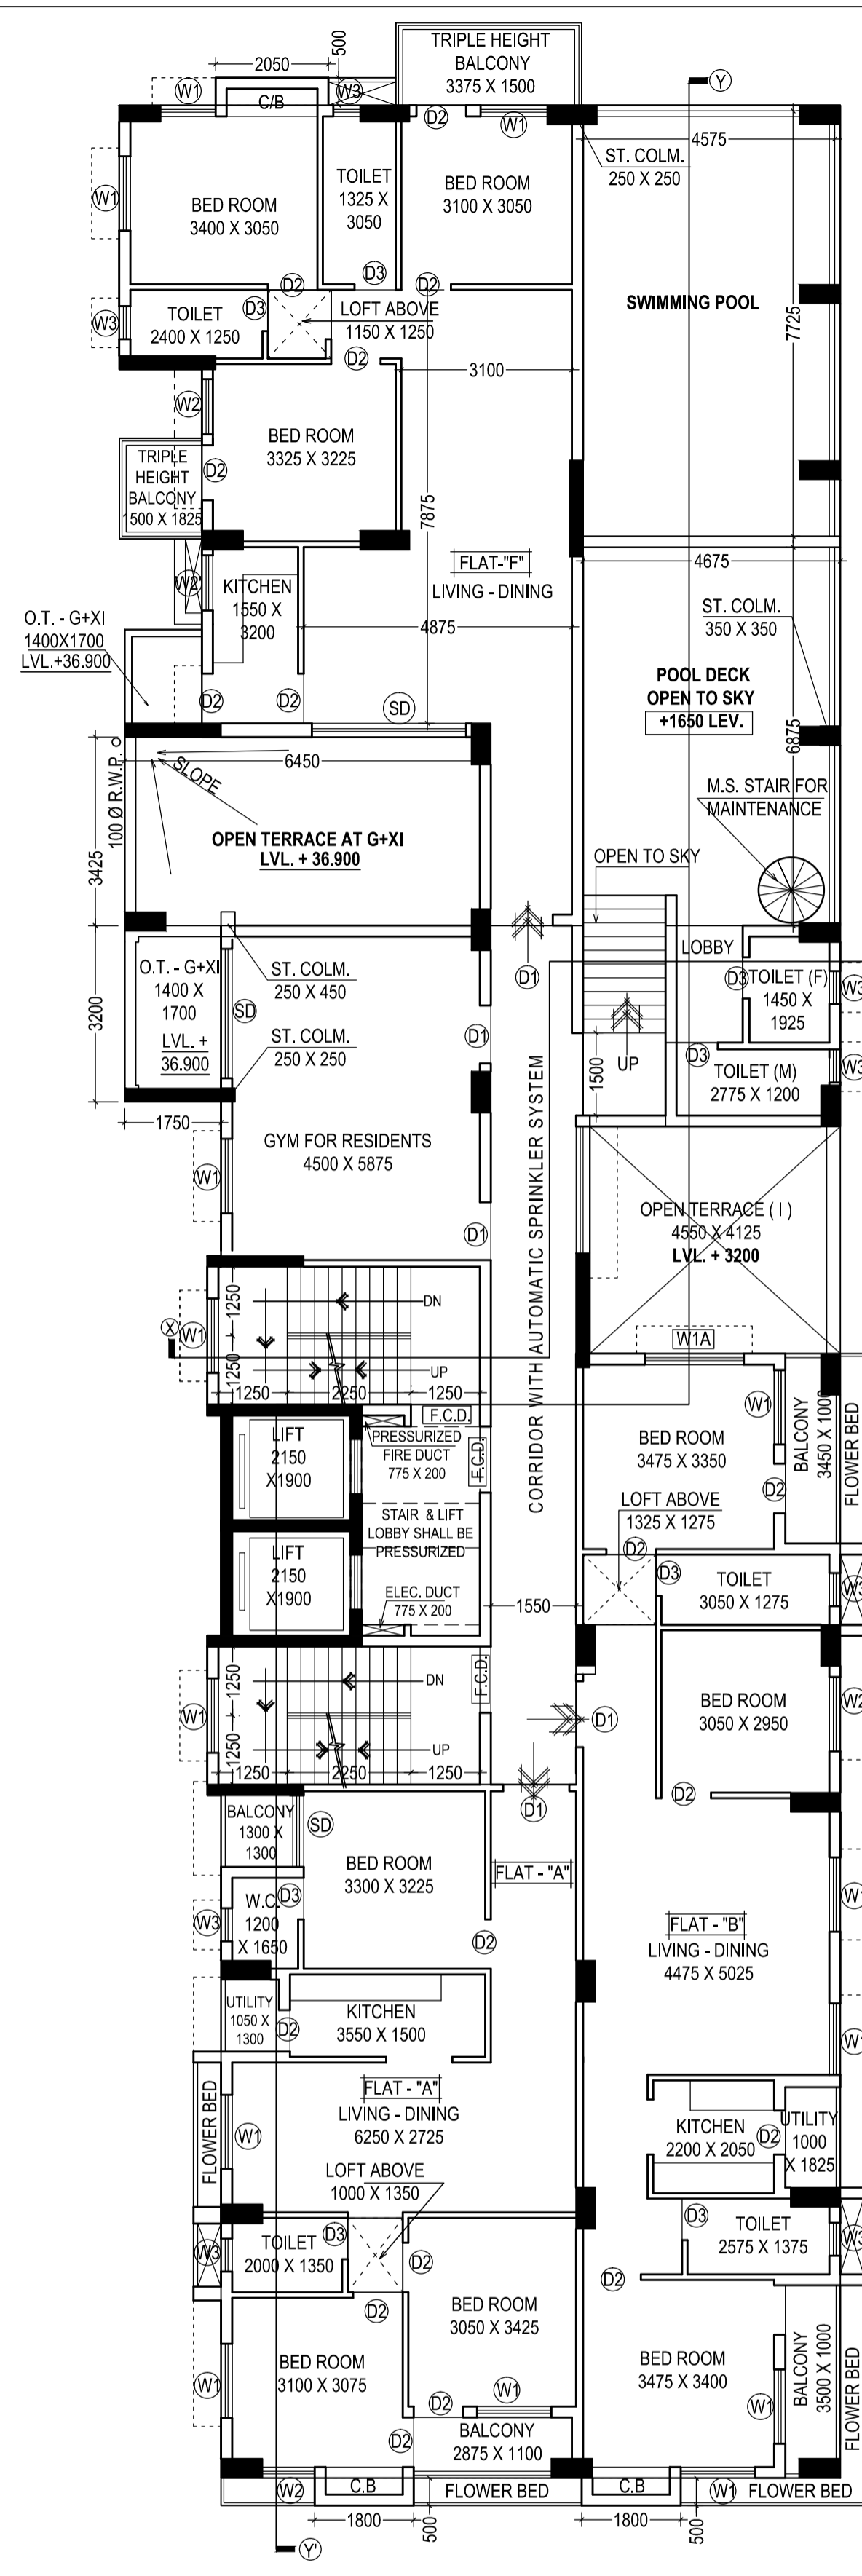 TRIPLE HEIGHT
BALCONY
3375 X 1500
2050
500
Y
W1
C/B
W3
D2
W1
4575
ST. COLM.
250 X 250
W1
BED ROOM
3400 X 3050
TOILET
1325 X
3050
BED ROOM
3100 X 3050
D3
D2
D2
SWIMMING POOL
7725
W3
TOILET
2400 X 1250
D3
LOFT ABOVE
1150 X 1250
D2
3100
W2
BED ROOM
3325 X 3225
D2
TRIPLE
HEIGHT
BALCONY
1500 X 1825
7875
FLAT-"F"
LIVING - DINING
4675
W2'
KITCHEN
1550 X
3200
4875
ST. COLM.
350 X 350
O.T. - G+XI
1400X1700
LVL.+36.900
D2
D2
SD
POOL DECK
OPEN TO SKY
+1650 LEV.
6875
100 Ø R.W.P.
6450
SLOPE
OPEN TERRACE AT G+XI
LVL. + 36.900
3425
M.S. STAIR FOR
MAINTENANCE
OPEN TO SKY
LOBBY
D1
D3
TOILET (F)
1450 X
1925
W3
O.T. - G+XI
1400 X
1700
LVL. +
36.900
SD
ST. COLM.
250 X 450
ST. COLM.
250 X 250
D1
3200
1500
UP
D3
TOILET (M)
2775 X 1200
W3
1750
W1
GYM FOR RESIDENTS
4500 X 5875
D1
CORRIDOR WITH AUTOMATIC SPRINKLER SYSTEM
OPEN TERRACE ( I )
4550 X 4125
LVL. + 3200
W1A
X
W1
1250
1250
DN
UP
1250
2250
1250
F.C.D.
F.C.D.
LIFT
2150
X1900
PRESSURIZED
FIRE DUCT
775 X 200
STAIR & LIFT
LOBBY SHALL BE
PRESSURIZED
LIFT
2150
X1900
ELEC. DUCT
775 X 200
1550
W1
BED ROOM
3475 X 3350
D2
BALCONY
3450 X 1000
FLOWER BED
LOFT ABOVE
1325 X 1275
D2
D3
TOILET
3050 X 1275
W3
W1
1250
1250
DN
UP
1250
2250
1250
F.C.D.
D1
D1
BED ROOM
3050 X 2950
W2
D2
BALCONY
1300 X
1300
SD
BED ROOM
3300 X 3225
FLAT - "A"
D3
W.C.
1200
X 1650
W3
D2
W1
FLAT - "B"
LIVING - DINING
4475 X 5025
W1
UTILITY
1050 X
1300
D2
KITCHEN
3550 X 1500
FLAT - "A"
LIVING - DINING
6250 X 2725
FLOWER BED
W1
KITCHEN
2200 X 2050
D2
UTILITY
1000
X 1825
LOFT ABOVE
1000 X 1350
W3
TOILET
2000 X 1350
D3
D2
D2
D3
TOILET
2575 X 1375
W3
D2
BED ROOM
3050 X 3425
BED ROOM
3100 X 3075
W1
W1
D2
D2
BALCONY
2875 X 1100
BED ROOM
3475 X 3400
W1
BALCONY
3500 X 1000
FLOWER BED
W2
C.B
FLOWER BED
C.B
W1
FLOWER BED
1800
500
1800
500
Y'